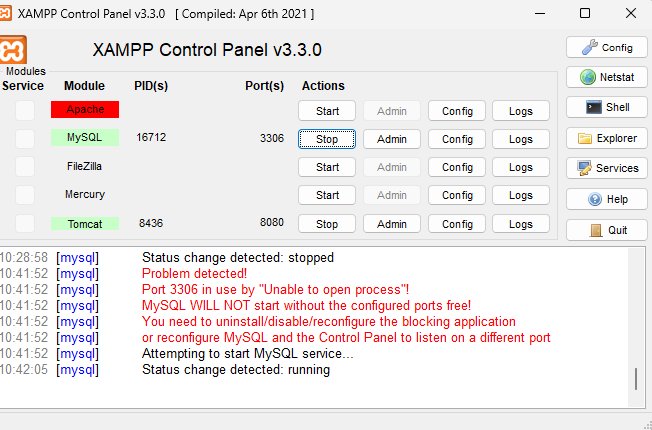 XAMPP Control Panel v3.3.0 [ Compiled: Apr 6th 2021 ]
XAMPP Control Panel v3.3.0
Config
Modules
Service Module PID(s) Port(s) Actions
Netstat
Apache Start Admin Config Logs
Shell
MySQL 16712 3306 Stop Admin Config Logs
Explorer
FileZilla Start Admin Config Logs
Services
Mercury Start Admin Config Logs
Help
Tomcat 8436 8080 Stop Admin Config Logs
Quit
10:28:58 [mysql] Status change detected: stopped
10:41:52 [mysql] Problem detected!
10:41:52 [mysql] Port 3306 in use by "Unable to open process"!
10:41:52 [mysql] MySQL WILL NOT start without the configured ports free!
10:41:52 [mysql] You need to uninstall/disable/reconfigure the blocking application
10:41:52 [mysql] or reconfigure MySQL and the Control Panel to listen on a different port
10:41:52 [mysql] Attempting to start MySQL service...
10:42:05 [mysql] Status change detected: running